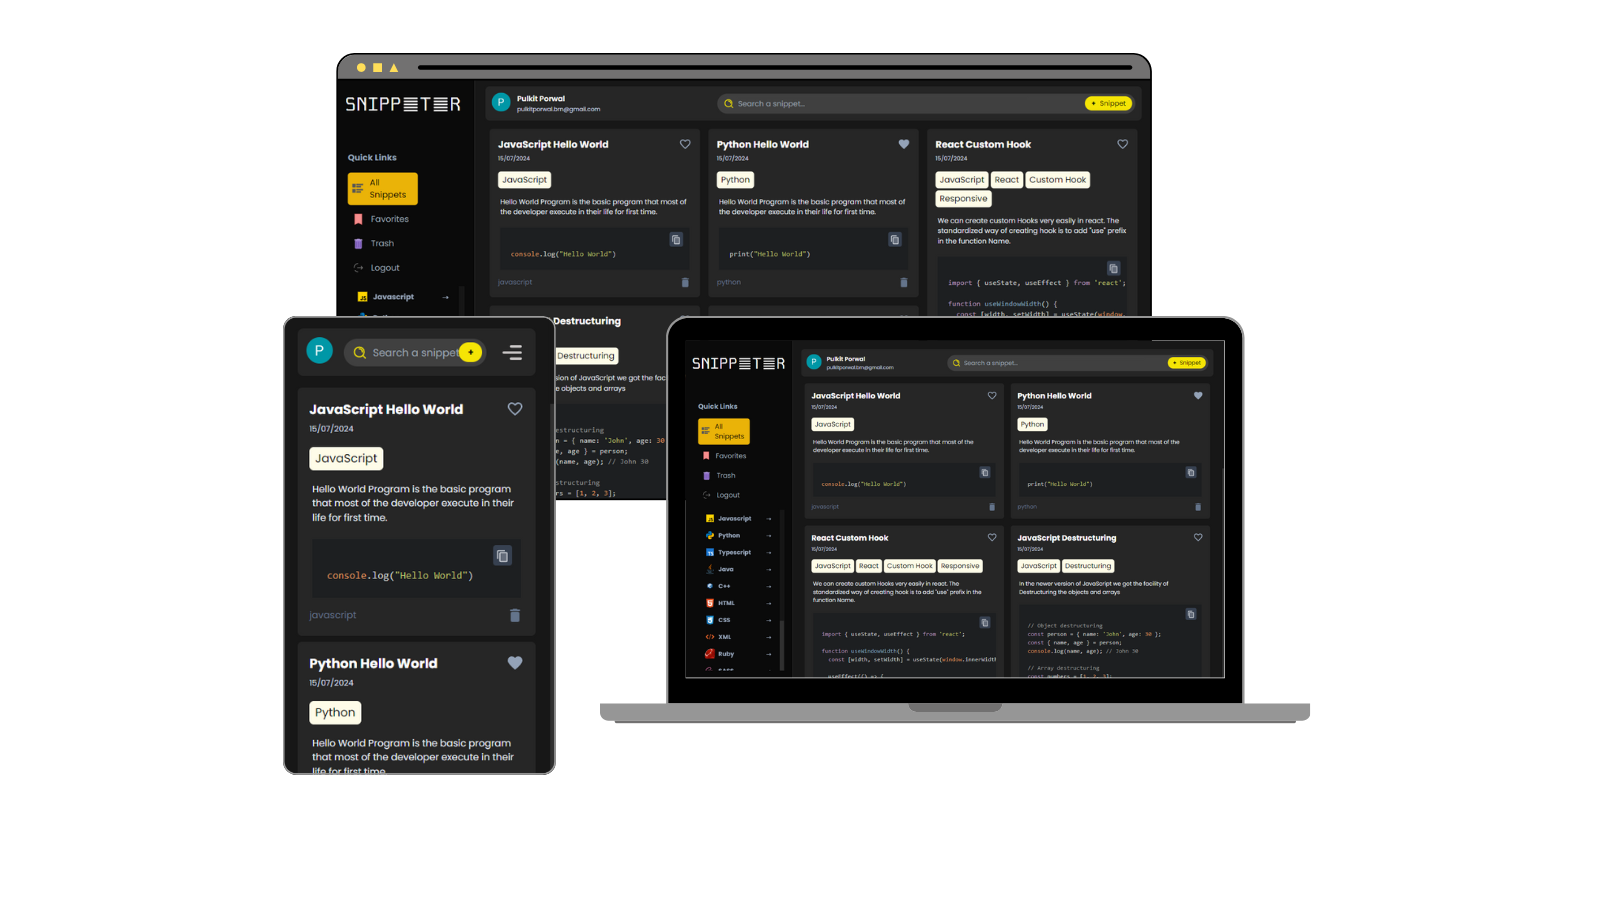 SNIPPETER
Pulkit Porwal
pulkitporwal.bm@gmail.com
Search a snippet...
+ Snippet
Quick Links
All
Snippets
Favorites
Trash
Logout
Javascript
JavaScript Hello World
15/07/2024
JavaScript
Hello World Program is the basic program that most of
the developer execute in their life for first time.
console.log("Hello World")
javascript
Python Hello World
15/07/2024
Python
Hello World Program is the basic program that most of
the developer execute in their life for first time.
print("Hello World")
python
React Custom Hook
15/07/2024
JavaScript React Custom Hook
Responsive
We can create custom Hooks very easily in react. The
standardized way of creating hook is to add "use" prefix
in the function Name.
import { useState, useEffect } from 'react';
function useWindowWidth() {
const [width, setWidth] = useState(window.
Destructuring
Destructuring
sion of JavaScript we got the fac
e objects and arrays
estructuring
n = { name: 'John', age: 30
e, age } = person;
(name, age); // John 30
structuring
rs = [1, 2, 3];
P
Search a snippet
+
JavaScript Hello World
15/07/2024
JavaScript
Hello World Program is the basic program
that most of the developer execute in their
life for first time.
console.log("Hello World")
javascript
Python Hello World
15/07/2024
Python
Hello World Program is the basic program
that most of the developer execute in their
life for first time.
SNIPPETER
P
Pulkit Porwal
pulkitporwal.bm@gmail.com
Search a snippet...
+ Snippet
Quick Links
All
Snippets
Favorites
Trash
Logout
Javascript
Python
Typescript
Java
C++
HTML
CSS
XML
Ruby
JavaScript Hello World
15/07/2024
JavaScript
Hello World Program is the basic program that most of the
developer execute in their life for first time.
console.log("Hello World")
javascript
Python Hello World
15/07/2024
Python
Hello World Program is the basic program that most of the
developer execute in their life for first time.
print("Hello World")
python
React Custom Hook
15/07/2024
JavaScript React Custom Hook Responsive
We can create custom Hooks very easily in react. The
standardized way of creating hook is to add "use" prefix in the
function Name.
import { useState, useEffect } from 'react';
function useWindowWidth() {
const [width, setWidth] = useState(window.innerWidth
useEffect(() => {
JavaScript Destructuring
15/07/2024
JavaScript Destructuring
In the newer version of JavaScript we got the facility of
Destructuring the objects and arrays
// Object destructuring
const person = { name: 'John', age: 30 };
const { name, age } = person;
console.log(name, age); // John 30
// Array destructuring
const numbers = [1, 2, 3];